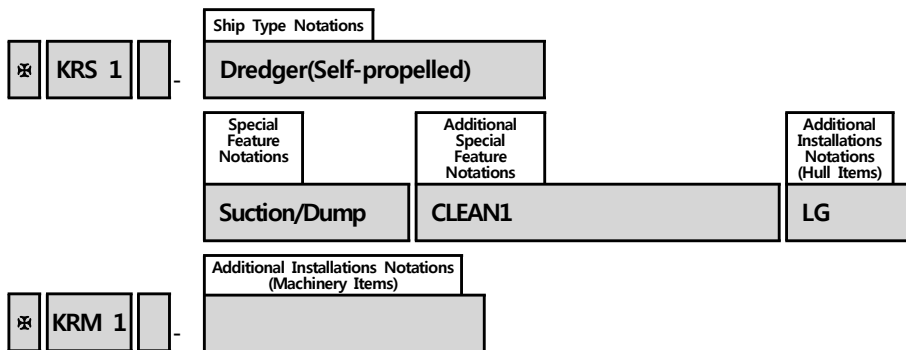 Ship Type Notations
✠ KRS 1 - Dredger(Self-propelled)
Special
Feature
Notations
Additional
Special
Feature
Notations
Additional
Installations
Notations
(Hull Items)
Suction/Dump CLEAN1 LG
Additional Installations Notations
(Machinery Items)
✠ KRM 1 -